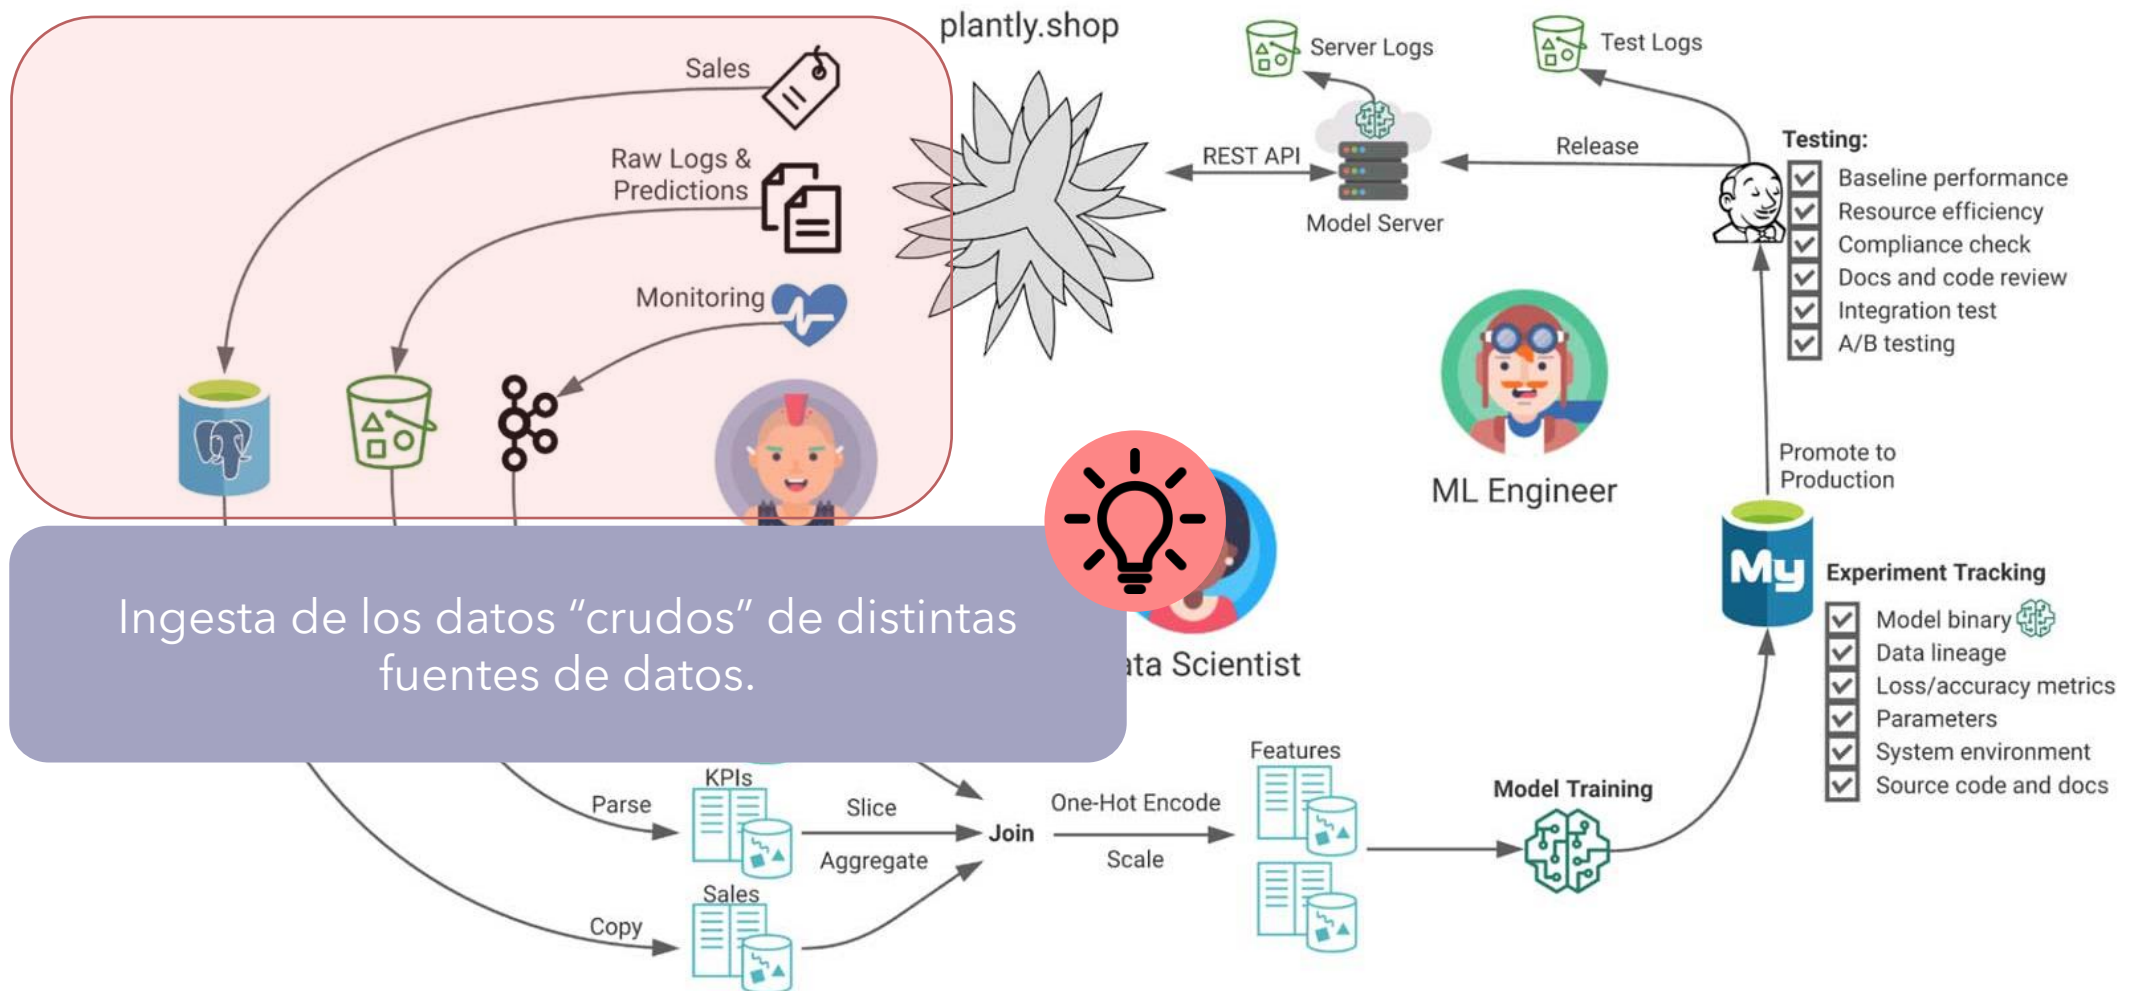 plantly.shop
Sales
Raw Logs &
Predictions
Monitoring
Server Logs
Test Logs
REST API
Model Server
Release
Testing:
Baseline performance
Resource efficiency
Compliance check
Docs and code review
Integration test
A/B testing
ML Engineer
Promote to
Production
My
Experiment Tracking
Model binary
Data lineage
Loss/accuracy metrics
Parameters
System environment
Source code and docs
Ingesta de los datos “crudos” de distintas
fuentes de datos.
ata Scientist
KPIs
Parse
Slice
Aggregate
Join
One-Hot Encode
Scale
Features
Model Training
Sales
Copy